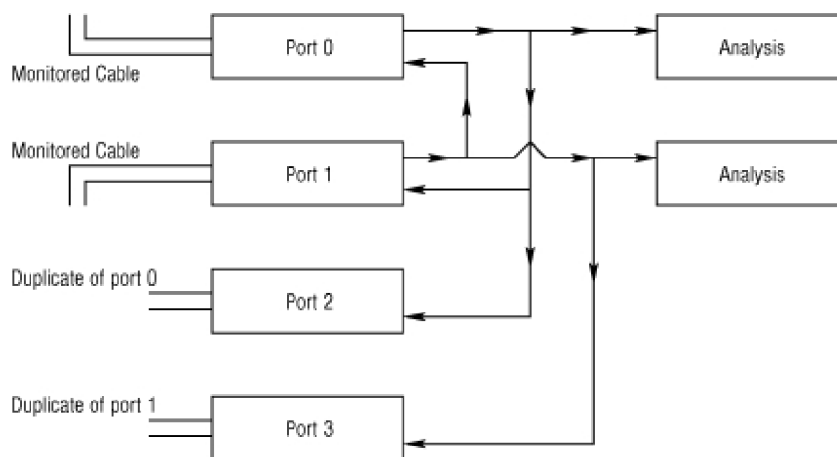 Port 0
Analysis
Monitored Cable
Monitored Cable
Port 1
Analysis
Duplicate of port 0
Port 2
Duplicate of port 1
Port 3